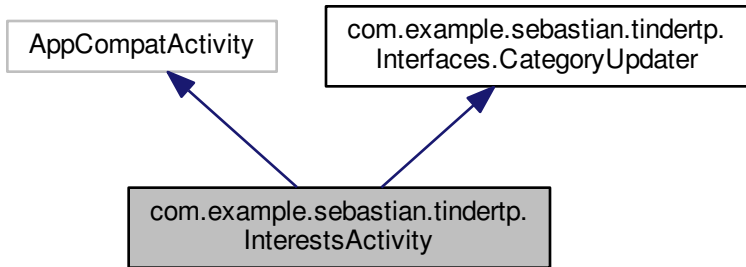 AppCompatActivity
com.example.sebastian.tindertp.
Interfaces.CategoryUpdater
com.example.sebastian.tindertp.
InterestsActivity